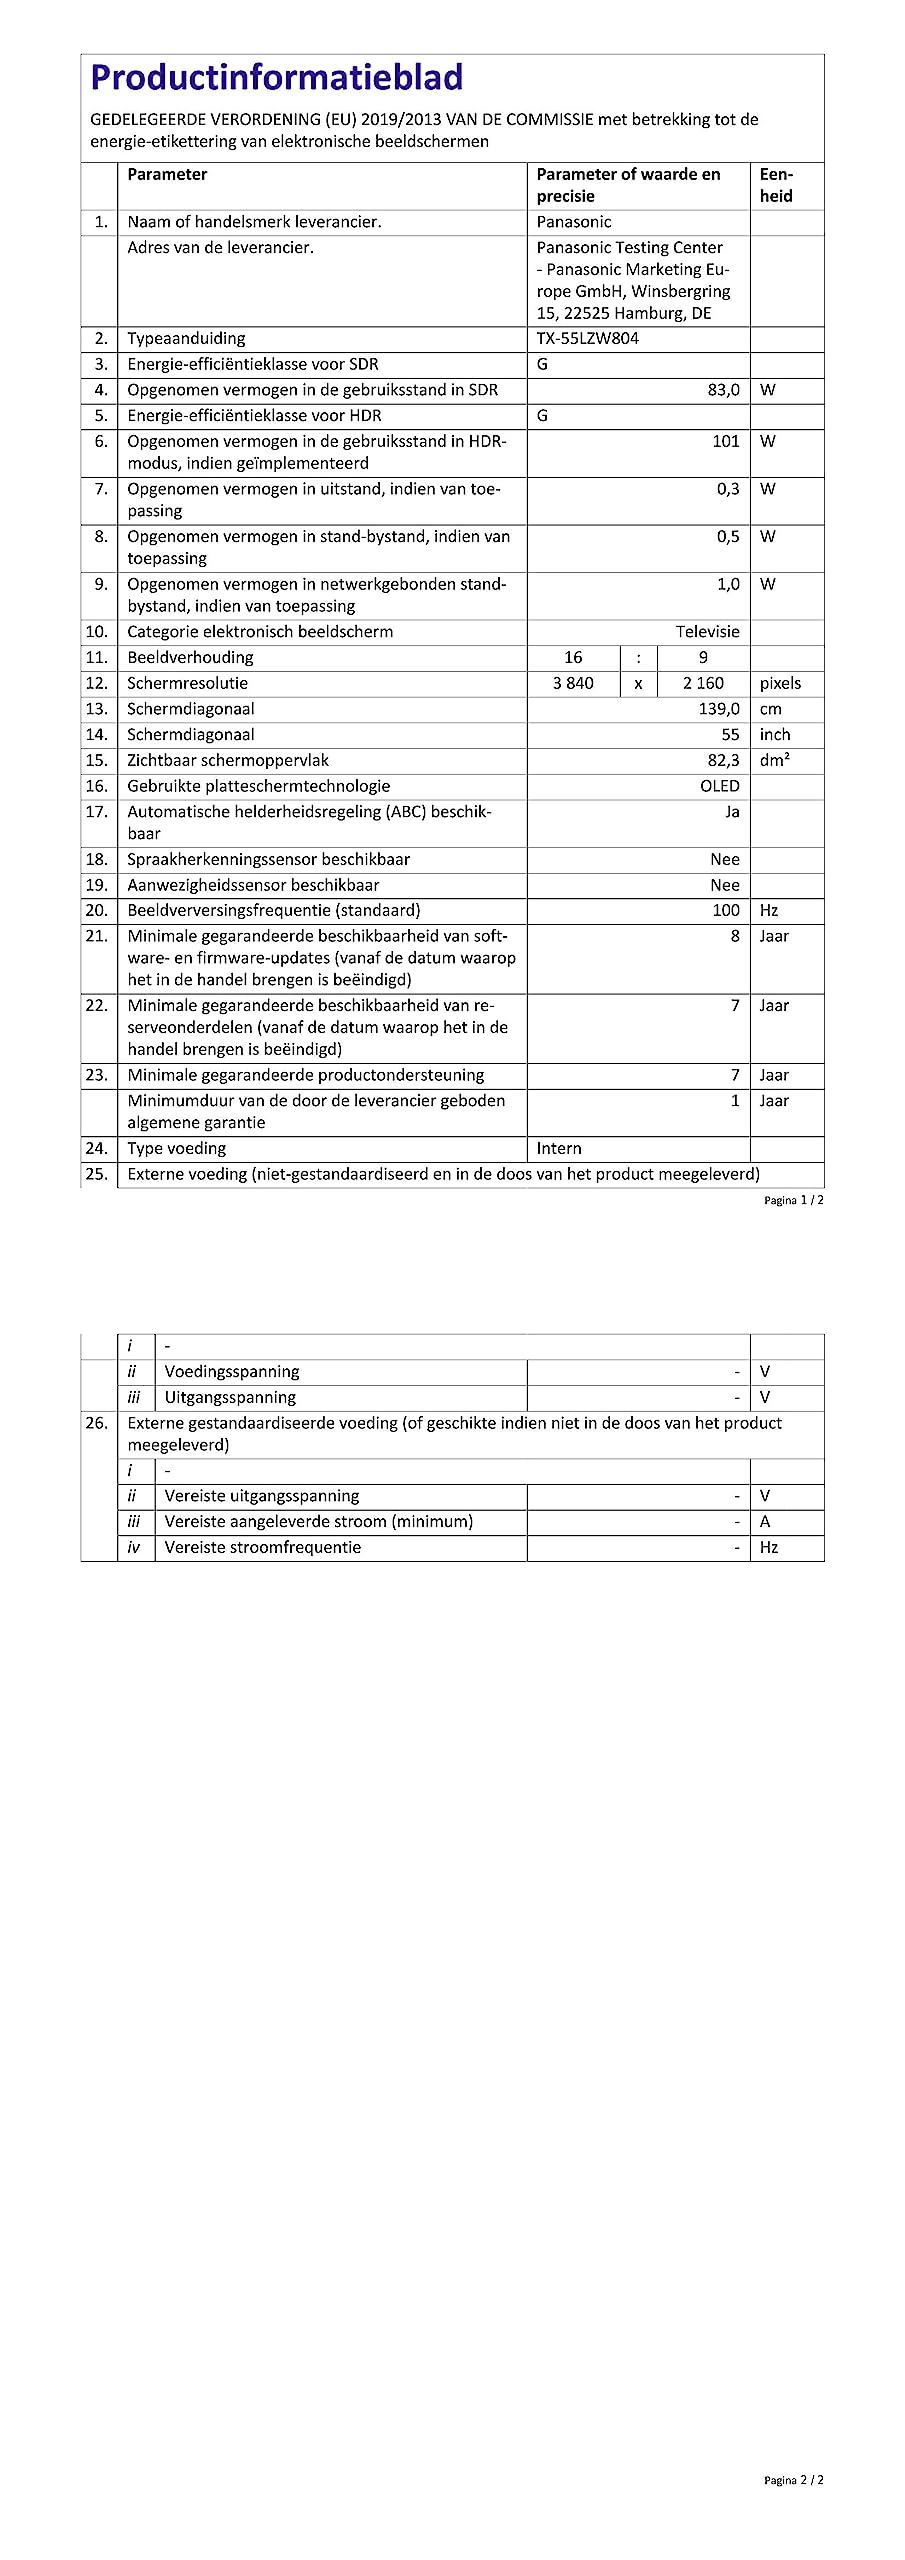 Productinformatieblad
GEDELEGEERDE VERORDENING (EU) 2019/2013 VAN DE COMMISSIE met betrekking tot de
energie-etikettering van elektronische beeldschermen
Parameter Parameter of waarde en Een-
precisie heid
1. Naam of handelsmerk leverancier. Panasonic
Adres van de leverancier. Panasonic Testing Center
- Panasonic Marketing Eu-
rope GmbH, Winsbergring
15, 22525 Hamburg, DE
2. Typeaanduiding TX-55LZW804
3. Energie-efficiëntieklasse voor SDR G
4. Opgenomen vermogen in de gebruiksstand in SDR 83,0 W
5. Energie-efficiëntieklasse voor HDR G
6. Opgenomen vermogen in de gebruiksstand in HDR- 101 W
modus, indien geïmplementeerd
7. Opgenomen vermogen in uitstand, indien van toe- 0,3 W
passing
8. Opgenomen vermogen in stand-bystand, indien van 0,5 W
toepassing
9. Opgenomen vermogen in netwerkgebonden stand- 1,0 W
bystand, indien van toepassing
10. Categorie elektronisch beeldscherm Televisie
11. Beeldverhouding 16 : 9
12. Schermresolutie 3 840 x 2 160 pixels
13. Schermdiagonaal 139,0 cm
14. Schermdiagonaal 55 inch
15. Zichtbaar schermoppervlak 82,3 dm²
16. Gebruikte platteschermtechnologie OLED
17. Automatische helderheidsregeling (ABC) beschik- Ja
baar
18. Spraakherkenningssensor beschikbaar Nee
19. Aanwezigheidssensor beschikbaar Nee
20. Beeldverversingsfrequentie (standaard) 100 Hz
21. Minimale gegarandeerde beschikbaarheid van soft- 8 Jaar
ware- en firmware-updates (vanaf de datum waarop
het in de handel brengen is beëindigd)
22. Minimale gegarandeerde beschikbaarheid van re- 7 Jaar
serveonderdelen (vanaf de datum waarop het in de
handel brengen is beëindigd)
23. Minimale gegarandeerde productondersteuning 7 Jaar
Minimumduur van de door de leverancier geboden 1 Jaar
algemene garantie
24. Type voeding Intern
25. Externe voeding (niet-gestandaardiseerd en in de doos van het product meegeleverd)
Pagina 1 / 2
i -
ii Voedingsspanning - V
iii Uitgangsspanning - V
26. Externe gestandaardiseerde voeding (of geschikte indien niet in de doos van het product
meegeleverd)
i -
ii Vereiste uitgangsspanning - V
iii Vereiste aangeleverde stroom (minimum) - A
iv Vereiste stroomfrequentie - Hz
Pagina 2 / 2